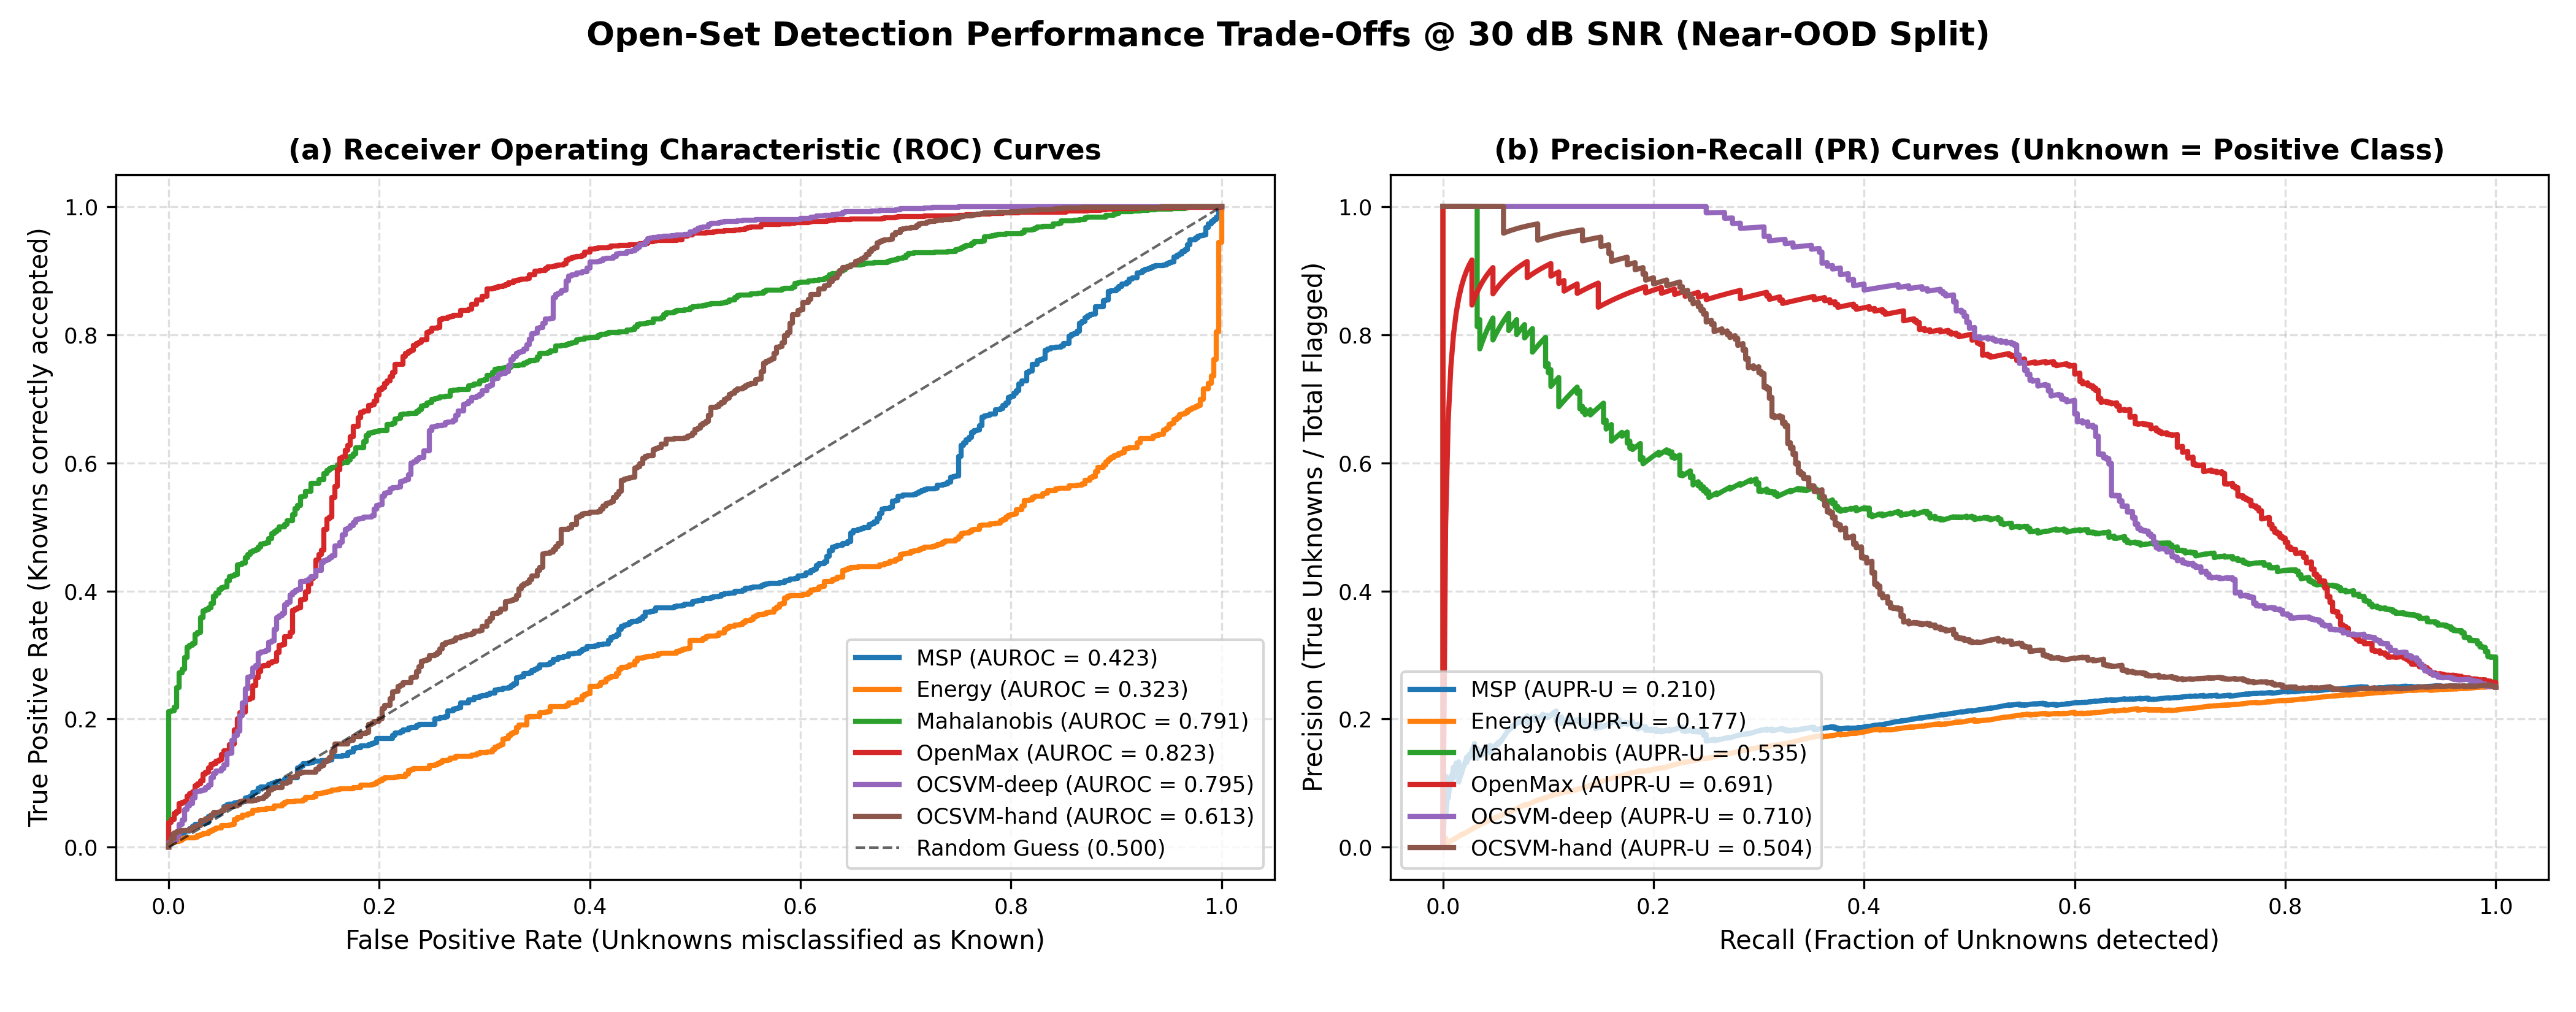 Open-Set Detection Performance Trade-Offs @ 30 dB SNR (Near-OOD Split)
(a) Receiver Operating Characteristic (ROC) Curves
True Positive Rate (Knowns correctly accepted)
1.0
0.8
0.6
0.4
0.2
0.0
MSP (AUROC = 0.423)
Energy (AUROC = 0.323)
Mahalanobis (AUROC = 0.791)
OpenMax (AUROC = 0.823)
OCSVM-deep (AUROC = 0.795)
OCSVM-hand (AUROC = 0.613)
Random Guess (0.500)
0.0 0.2 0.4 0.6 0.8 1.0
False Positive Rate (Unknowns misclassified as Known)
(b) Precision-Recall (PR) Curves (Unknown = Positive Class)
Precision (True Unknowns / Total Flagged)
1.0
0.8
0.6
0.4
0.2
0.0
MSP (AUPR-U = 0.210)
Energy (AUPR-U = 0.177)
Mahalanobis (AUPR-U = 0.535)
OpenMax (AUPR-U = 0.691)
OCSVM-deep (AUPR-U = 0.710)
OCSVM-hand (AUPR-U = 0.504)
0.0 0.2 0.4 0.6 0.8 1.0
Recall (Fraction of Unknowns detected)